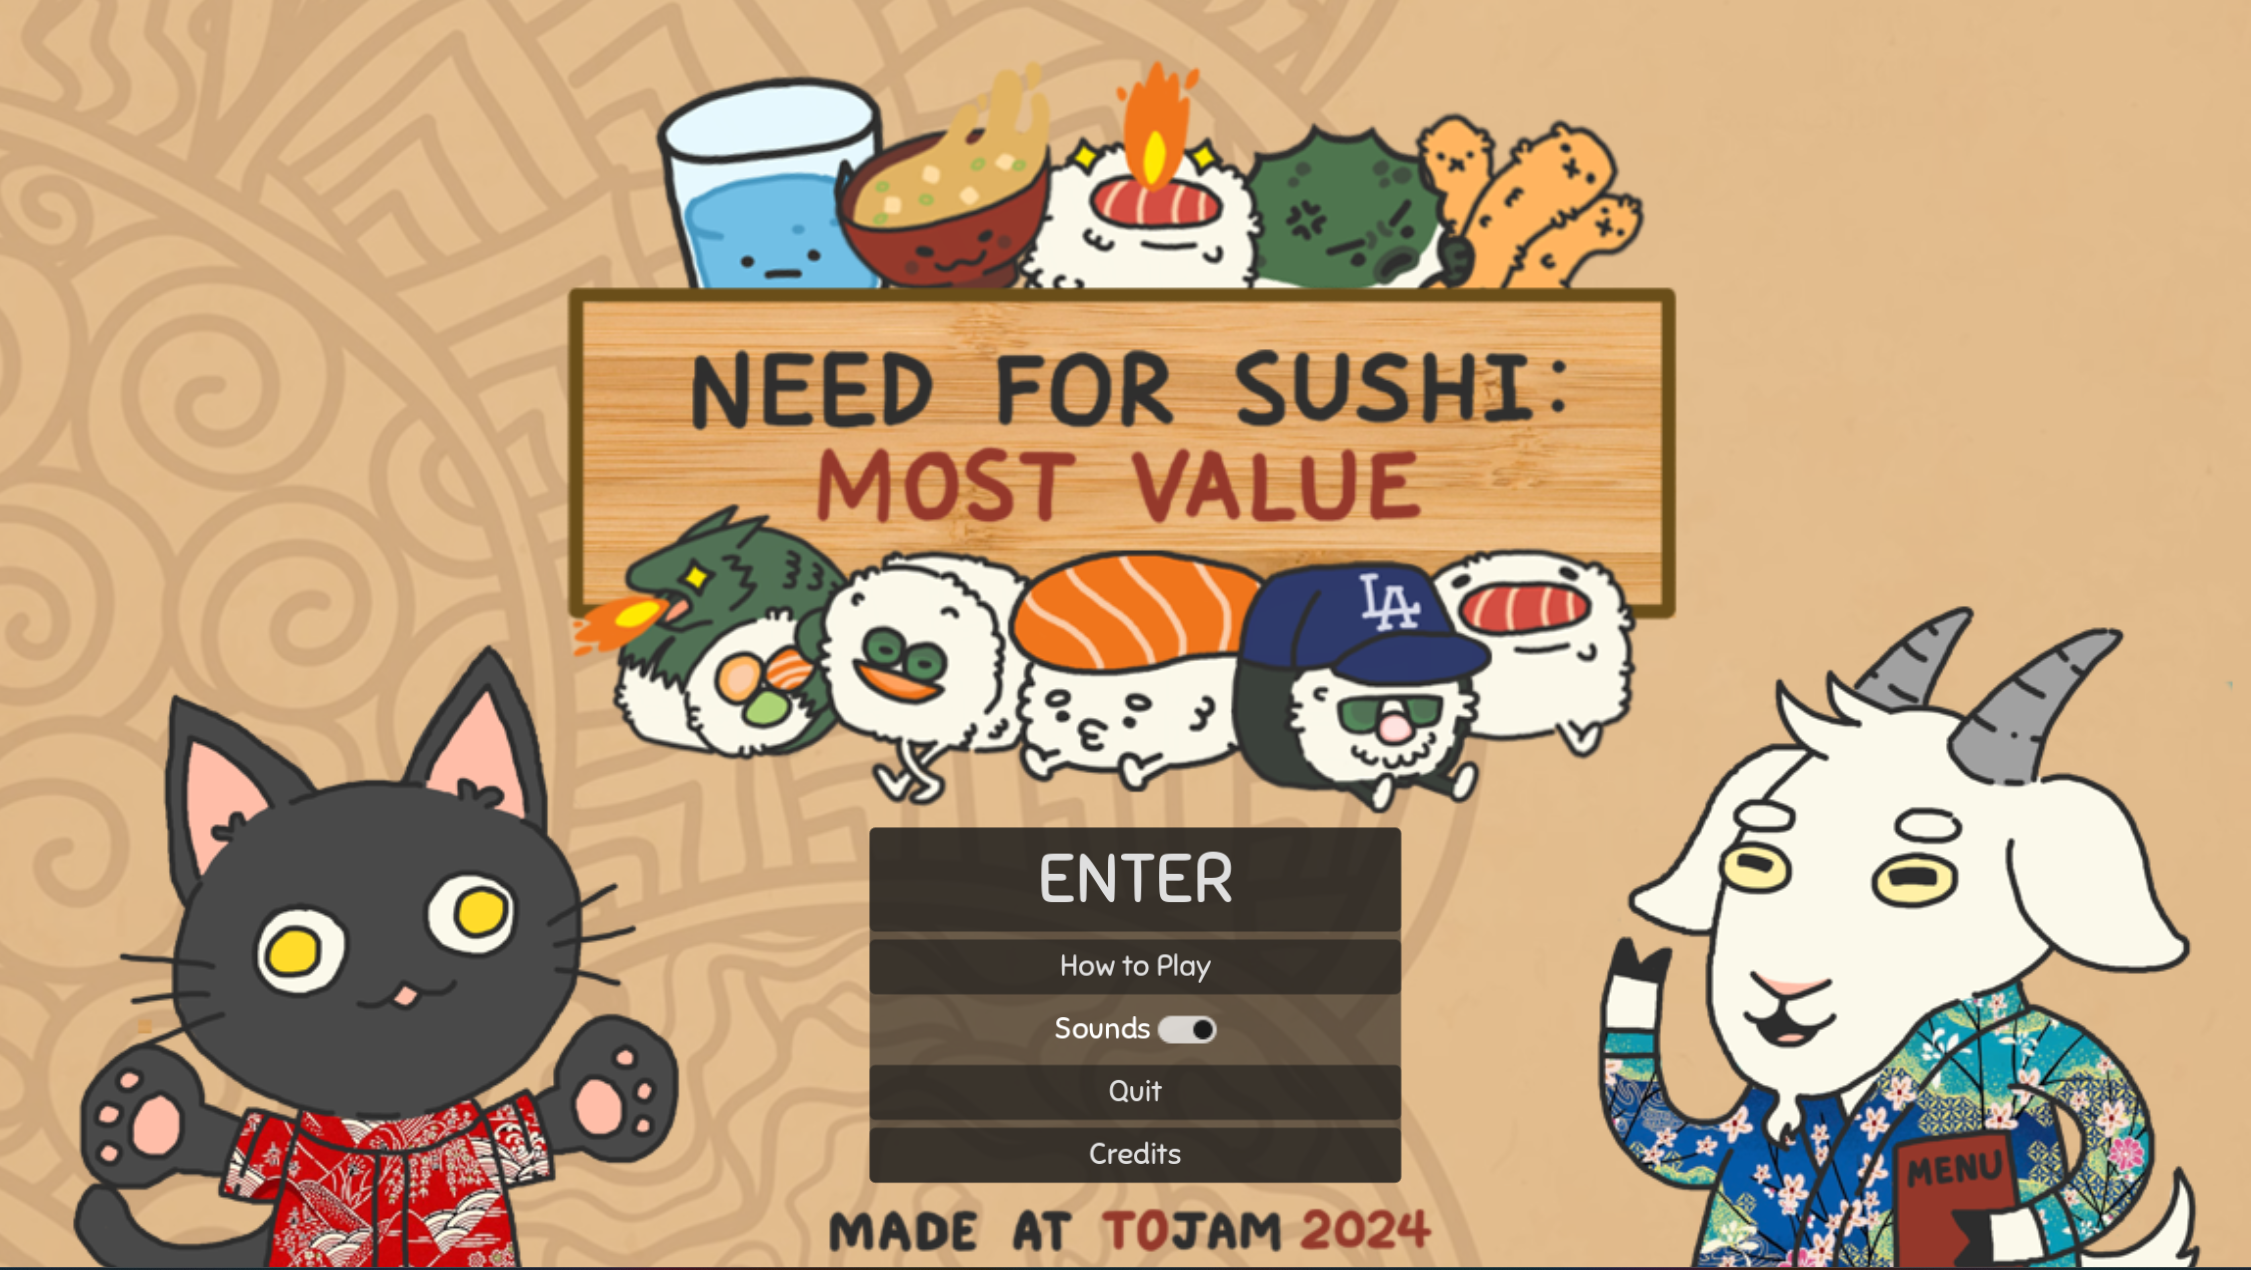 NEED FOR SUSHI:
MOST VALUE
LA
ENTER
How to Play
Sounds
Quit
Credits
MENU
MADE AT TOJAM 2024